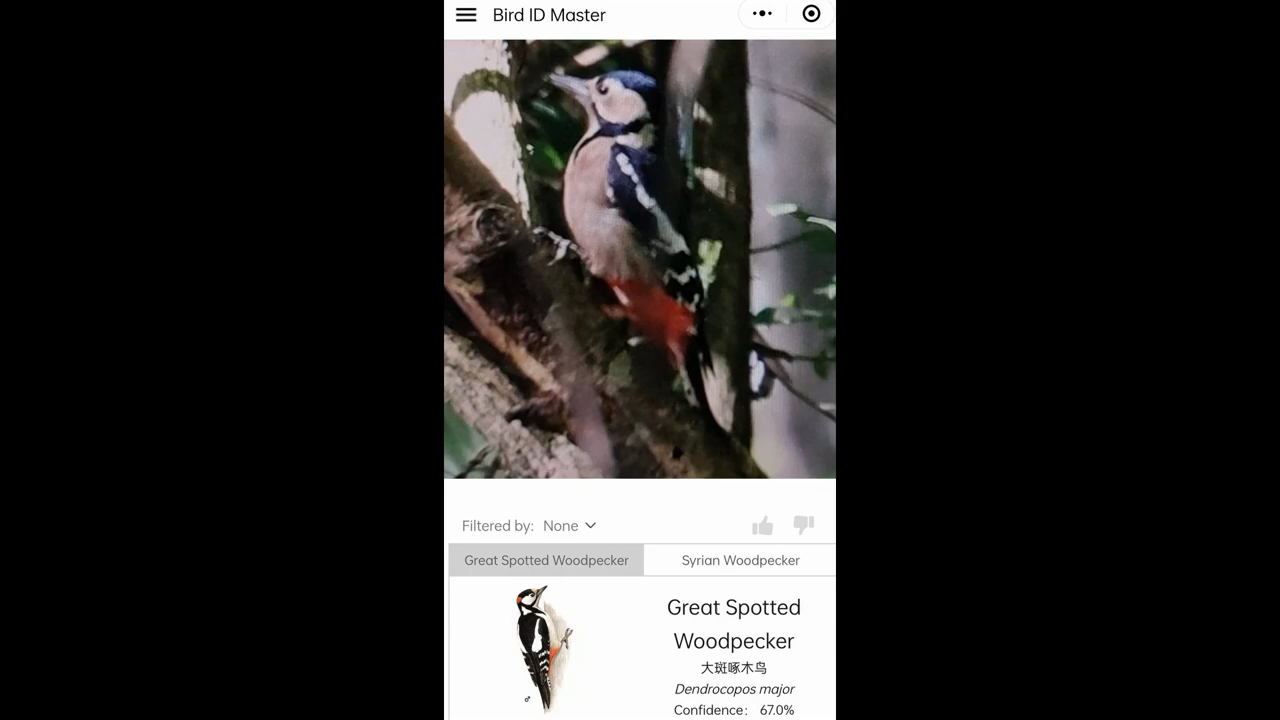 Bird ID Master
Filtered by: None
Great Spotted Woodpecker
Syrian Woodpecker
Great Spotted
Woodpecker
大斑啄木鸟
Dendrocopos major
Confidence: 67.0%
♂